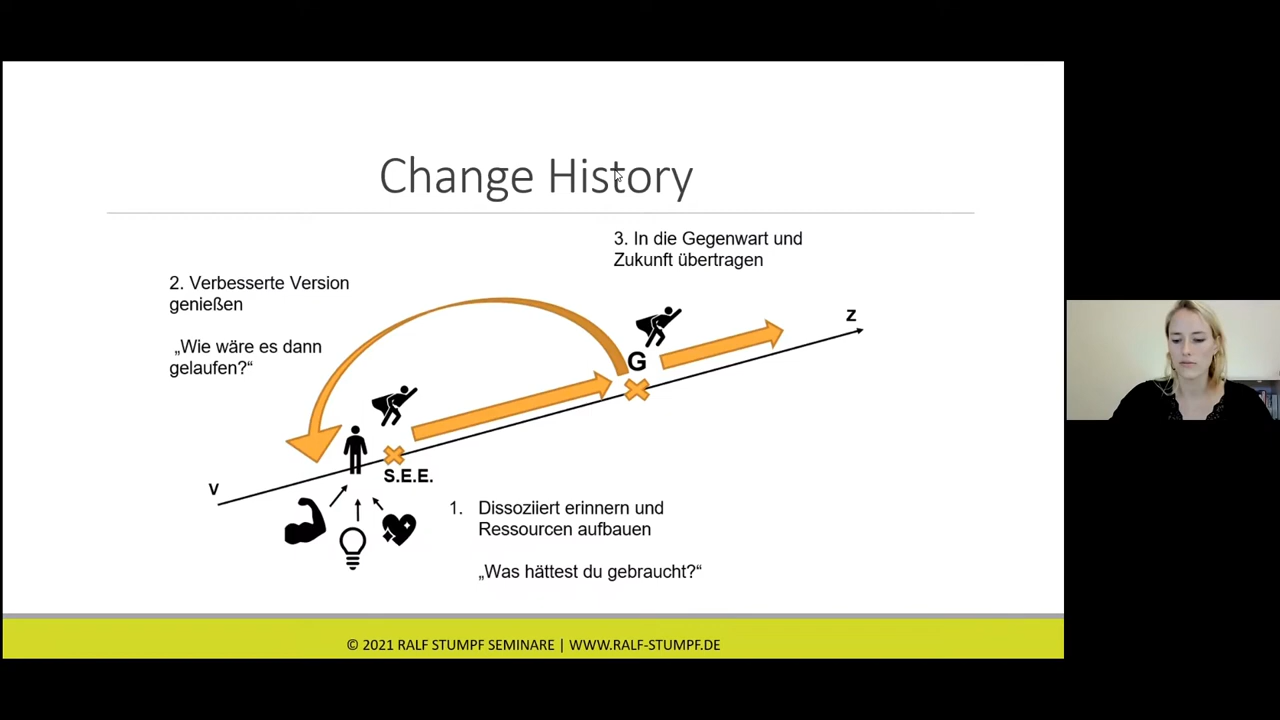 Change History
3. In die Gegenwart und
Zukunft übertragen
2. Verbesserte Version
genießen
„Wie wäre es dann
gelaufen?“
Z
G
S.E.E.
V
1. Dissoziiert erinnern und
Ressourcen aufbauen
„Was hättest du gebraucht?“
© 2021 RALF STUMPF SEMINARE | WWW.RALF-STUMPF.DE